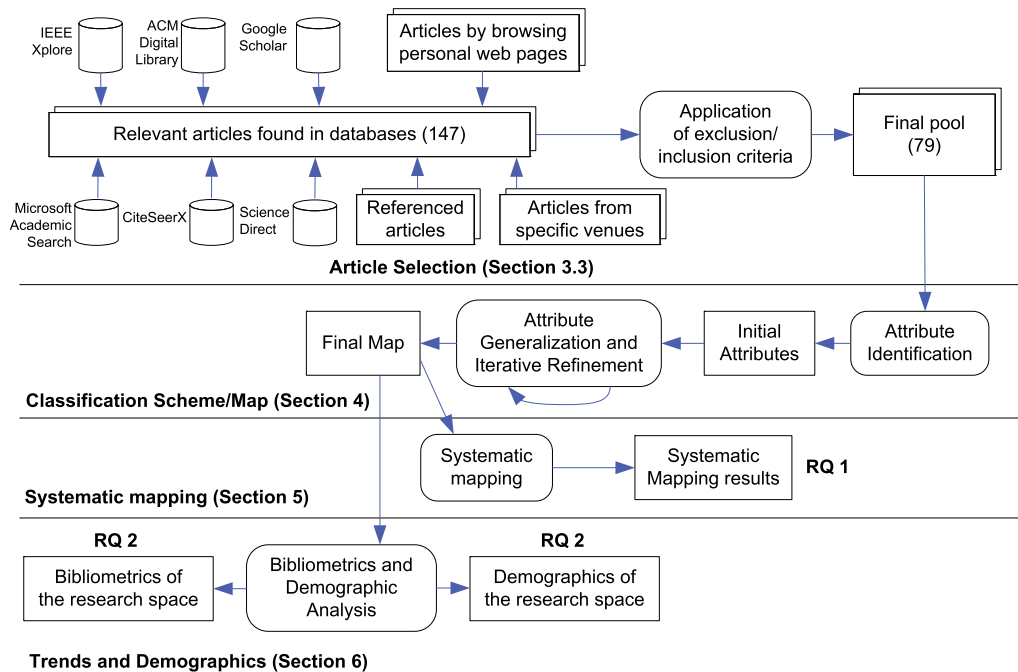 IEEE
Xplore
ACM
Digital
Library
Google
Scholar
Articles by browsing
personal web pages
Relevant articles found in databases (147)
Application
of exclusion/
inclusion criteria
Final pool
(79)
Microsoft
Academic
Search
CiteSeerX
Science
Direct
Referenced
articles
Articles from
specific venues
Article Selection (Section 3.3)
Final Map
Attribute
Generalization and
Iterative Refinement
Initial
Attributes
Attribute
Identification
Classification Scheme/Map (Section 4)
Systematic
mapping
Systematic
Mapping results
RQ 1
Systematic mapping (Section 5)
RQ 2
Bibliometrics of
the research space
Bibliometrics and
Demographic
Analysis
RQ 2
Demographics of
the research space
Trends and Demographics (Section 6)